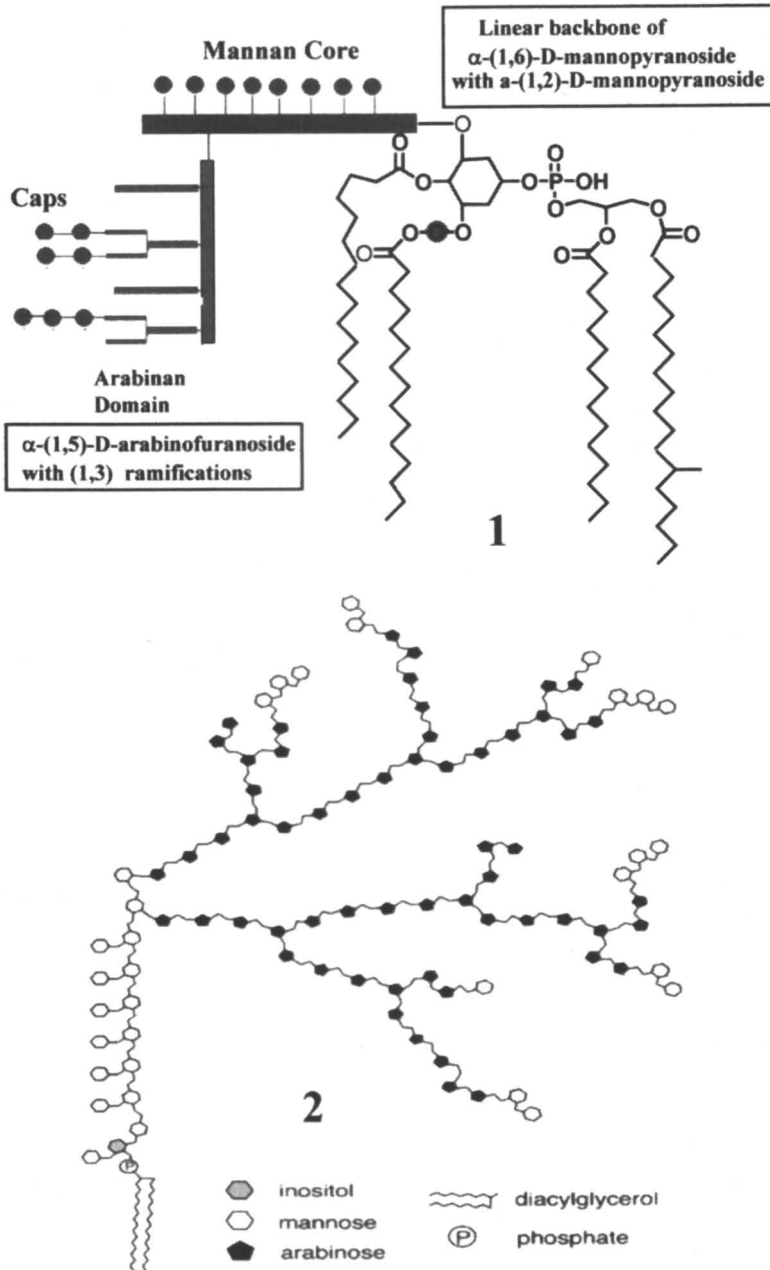 Linear backbone of
α-(1,6)-D-mannopyranoside
with a-(1,2)-D-mannopyranoside
Mannan Core
O
O
O
O
O
P
OH
O
O
O
O
O
O
O
O
O
Caps
Arabinan
Domain
α-(1,5)-D-arabinofuranoside
with (1,3) ramifications
1
2
P
inositol
mannose
arabinose
diacylglycerol
P phosphate